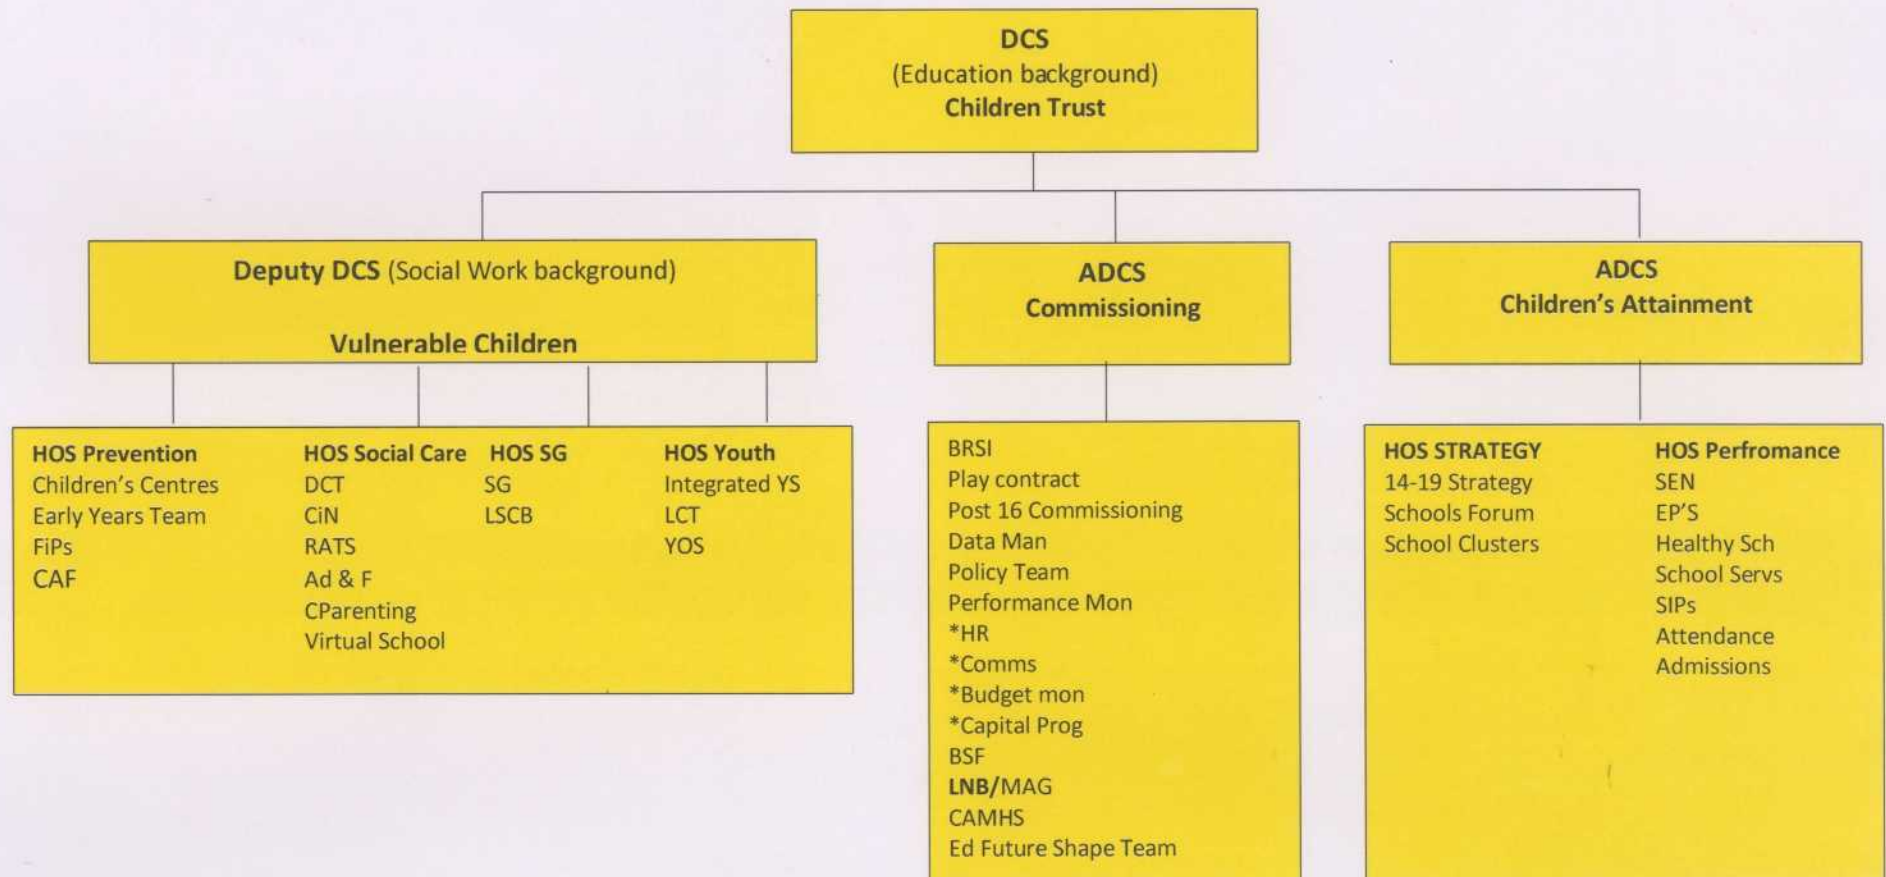 DCS
(Education background)
Children Trust
Deputy DCS (Social Work background)
Vulnerable Children
ADCS
Commissioning
ADCS
Children's Attainment
HOS Prevention
Children's Centres
Early Years Team
FiPs
CAF
HOS Social Care
DCT
CiN
RATS
Ad & F
CParenting
Virtual School
HOS SG
SG
LSCB
HOS Youth
Integrated YS
LCT
YOS
BRSI
Play contract
Post 16 Commissioning
Data Man
Policy Team
Performance Mon
*HR
*Comms
*Budget mon
*Capital Prog
BSF
LNB/MAG
CAMHS
Ed Future Shape Team
HOS STRATEGY
14-19 Strategy
Schools Forum
School Clusters
HOS Perfromance
SEN
EP'S
Healthy Sch
School Servs
SIPs
Attendance
Admissions